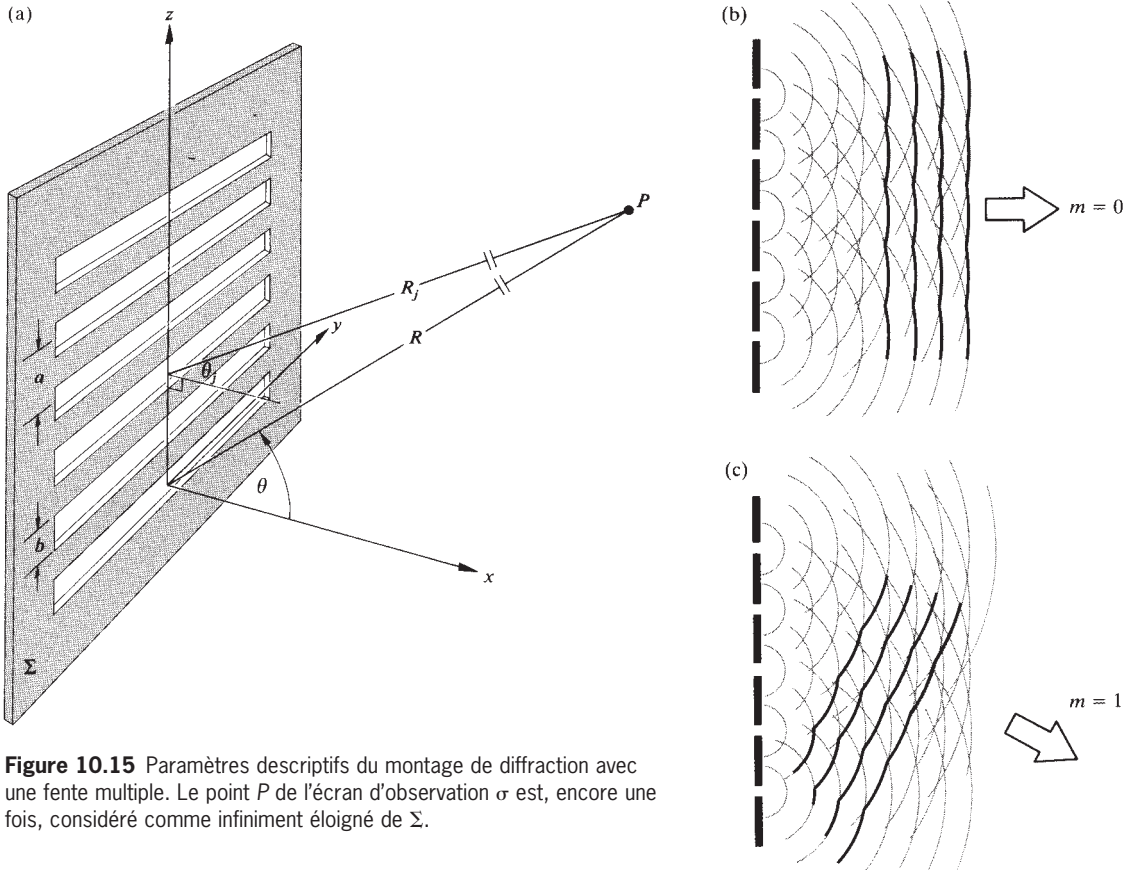 (a)
z
P
R_j
y
R
θ_j
a
θ
b
x
Σ
Figure 10.15 Paramètres descriptifs du montage de diffraction avec
une fente multiple. Le point P de l'écran d'observation σ est, encore une
fois, considéré comme infiniment éloigné de Σ.
(b)
m = 0
(c)
m = 1